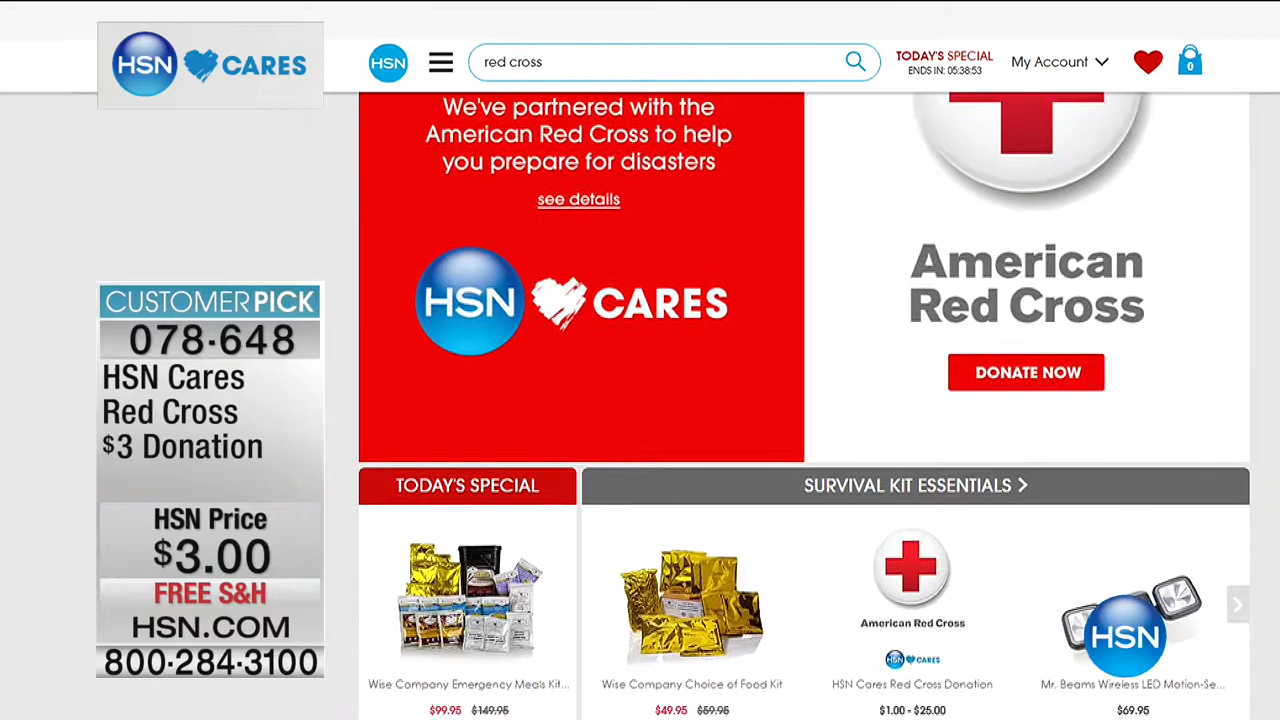 HSN CARES
HSN
red cross
TODAY'S SPECIAL
ENDS IN: 05:38:53
My Account
0
We've partnered with the
American Red Cross to help
you prepare for disasters
see details
HSN CARES
American
Red Cross
DONATE NOW
CUSTOMER PICK
078-648
HSN Cares
Red Cross
$3 Donation
HSN Price
$3.00
FREE S&H
HSN.COM
800-284-3100
TODAY'S SPECIAL
SURVIVAL KIT ESSENTIALS
American Red Cross
HSN CARES
HSN
Wise Company Emergency Meals Kit...
Wise Company Choice of Food Kit
HSN Cares Red Cross Donation
Mr. Beams Wireless LED Motion-Se...
$99.95 $149.95
$49.95 $59.95
$1.00 - $25.00
$69.95